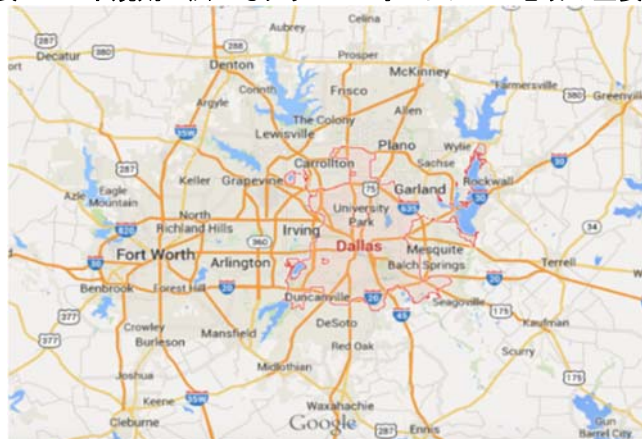 Celina
Aubrey
287
Decatur
380
288
Denton
Prosper
McKinney
Corinth
Frisco
Farmersville
380
Greenville
Argyle
The Colony
Allen
35W
Lewisville
Plano
Wylie
Carrollton
Sachse
287
Keller
Grapevine
75
Garland
Rockwall
30
30
Azle
Eagle
Mountain
North
Richland Hills
University
Park
635
34
820
Irving
360
Dallas
Fort Worth
Arlington
Mesquite
Balch Springs
Terrell
30
Benbrook
Forest Hill
20
20
Duncanville
20
Seagoville
45
175
377
DeSoto
Kaufman
Crowley
Mansfield
377
Burleson
Red Oak
Scurry
Midlothian
175
Joshua
Keene
35W
Waxahachie
Google
287
Ennis
Cleburne
Gun
Barrel City